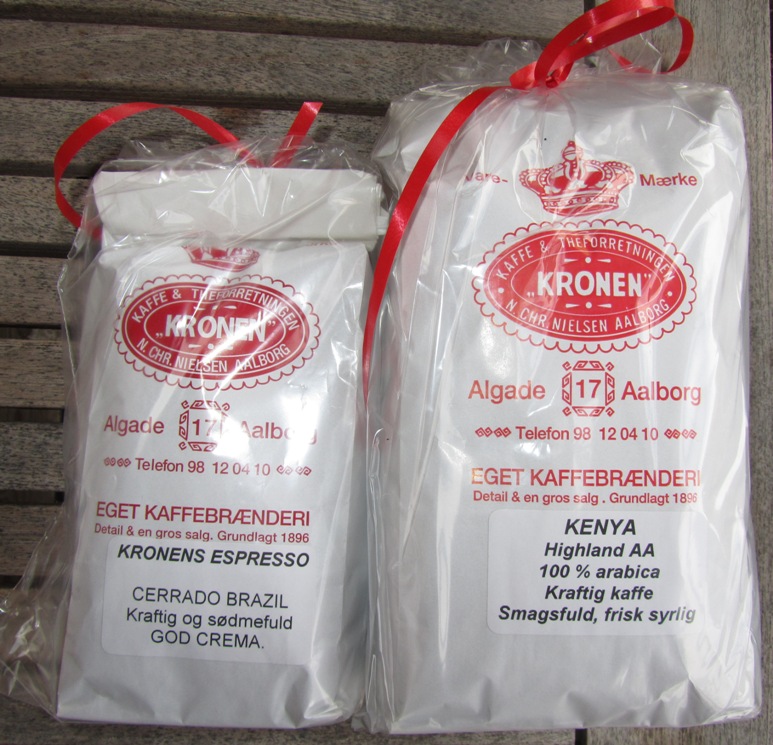 KAFFE & THEFORRETNINGEN
„KRONEN"
N. CHR. NIELSEN AALBORG
Algade 17 Aalborg
Telefon 98 12 04 10
EGET KAFFEBRÆNDERI
Detail & en gros salg. Grundlagt 1896
KRONENS ESPRESSO
CERRADO BRAZIL
Kraftig og sødmefuld
GOD CREMA.
Vare- Mærke
KAFFE & THEFORRETNINGEN
„KRONEN"
N. CHR. NIELSEN AALBORG
Algade 17 Aalborg
Telefon 98 12 04 10
EGET KAFFEBRÆNDERI
Detail & en gros salg . Grundlagt 1896
KENYA
Highland AA
100 % arabica
Kraftig kaffe
Smagsfuld, frisk syrlig